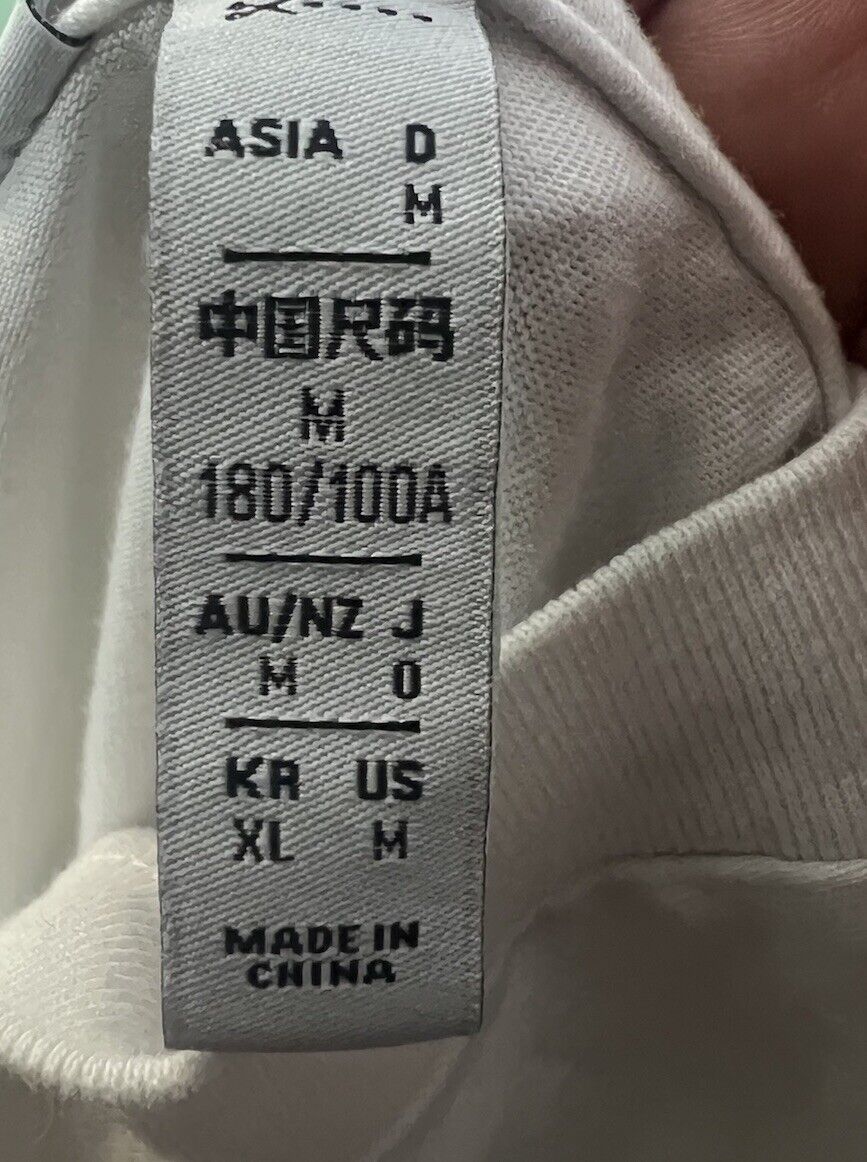 ASIA D
M
中国尺码
M
180/100A
AU/NZ J
M O
KR US
XL M
MADE IN
CHINA